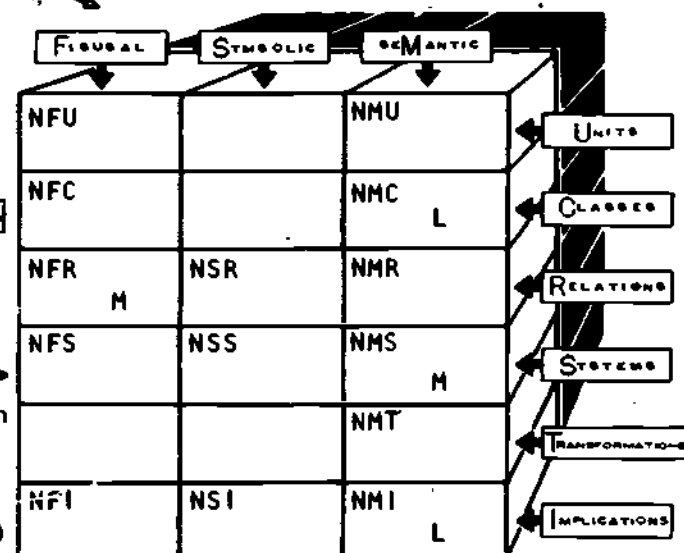 FIGURAL SYMBOLIC SEMANTIC
NFU NMU UNITS
NFC NMC CLASSES
L
NFR NSR NMR RELATIONS
M
NFS NSS NMS SYSTEMS
M
NMT TRANSFORMATIONS
NFI NSI NMI IMPLICATIONS
L